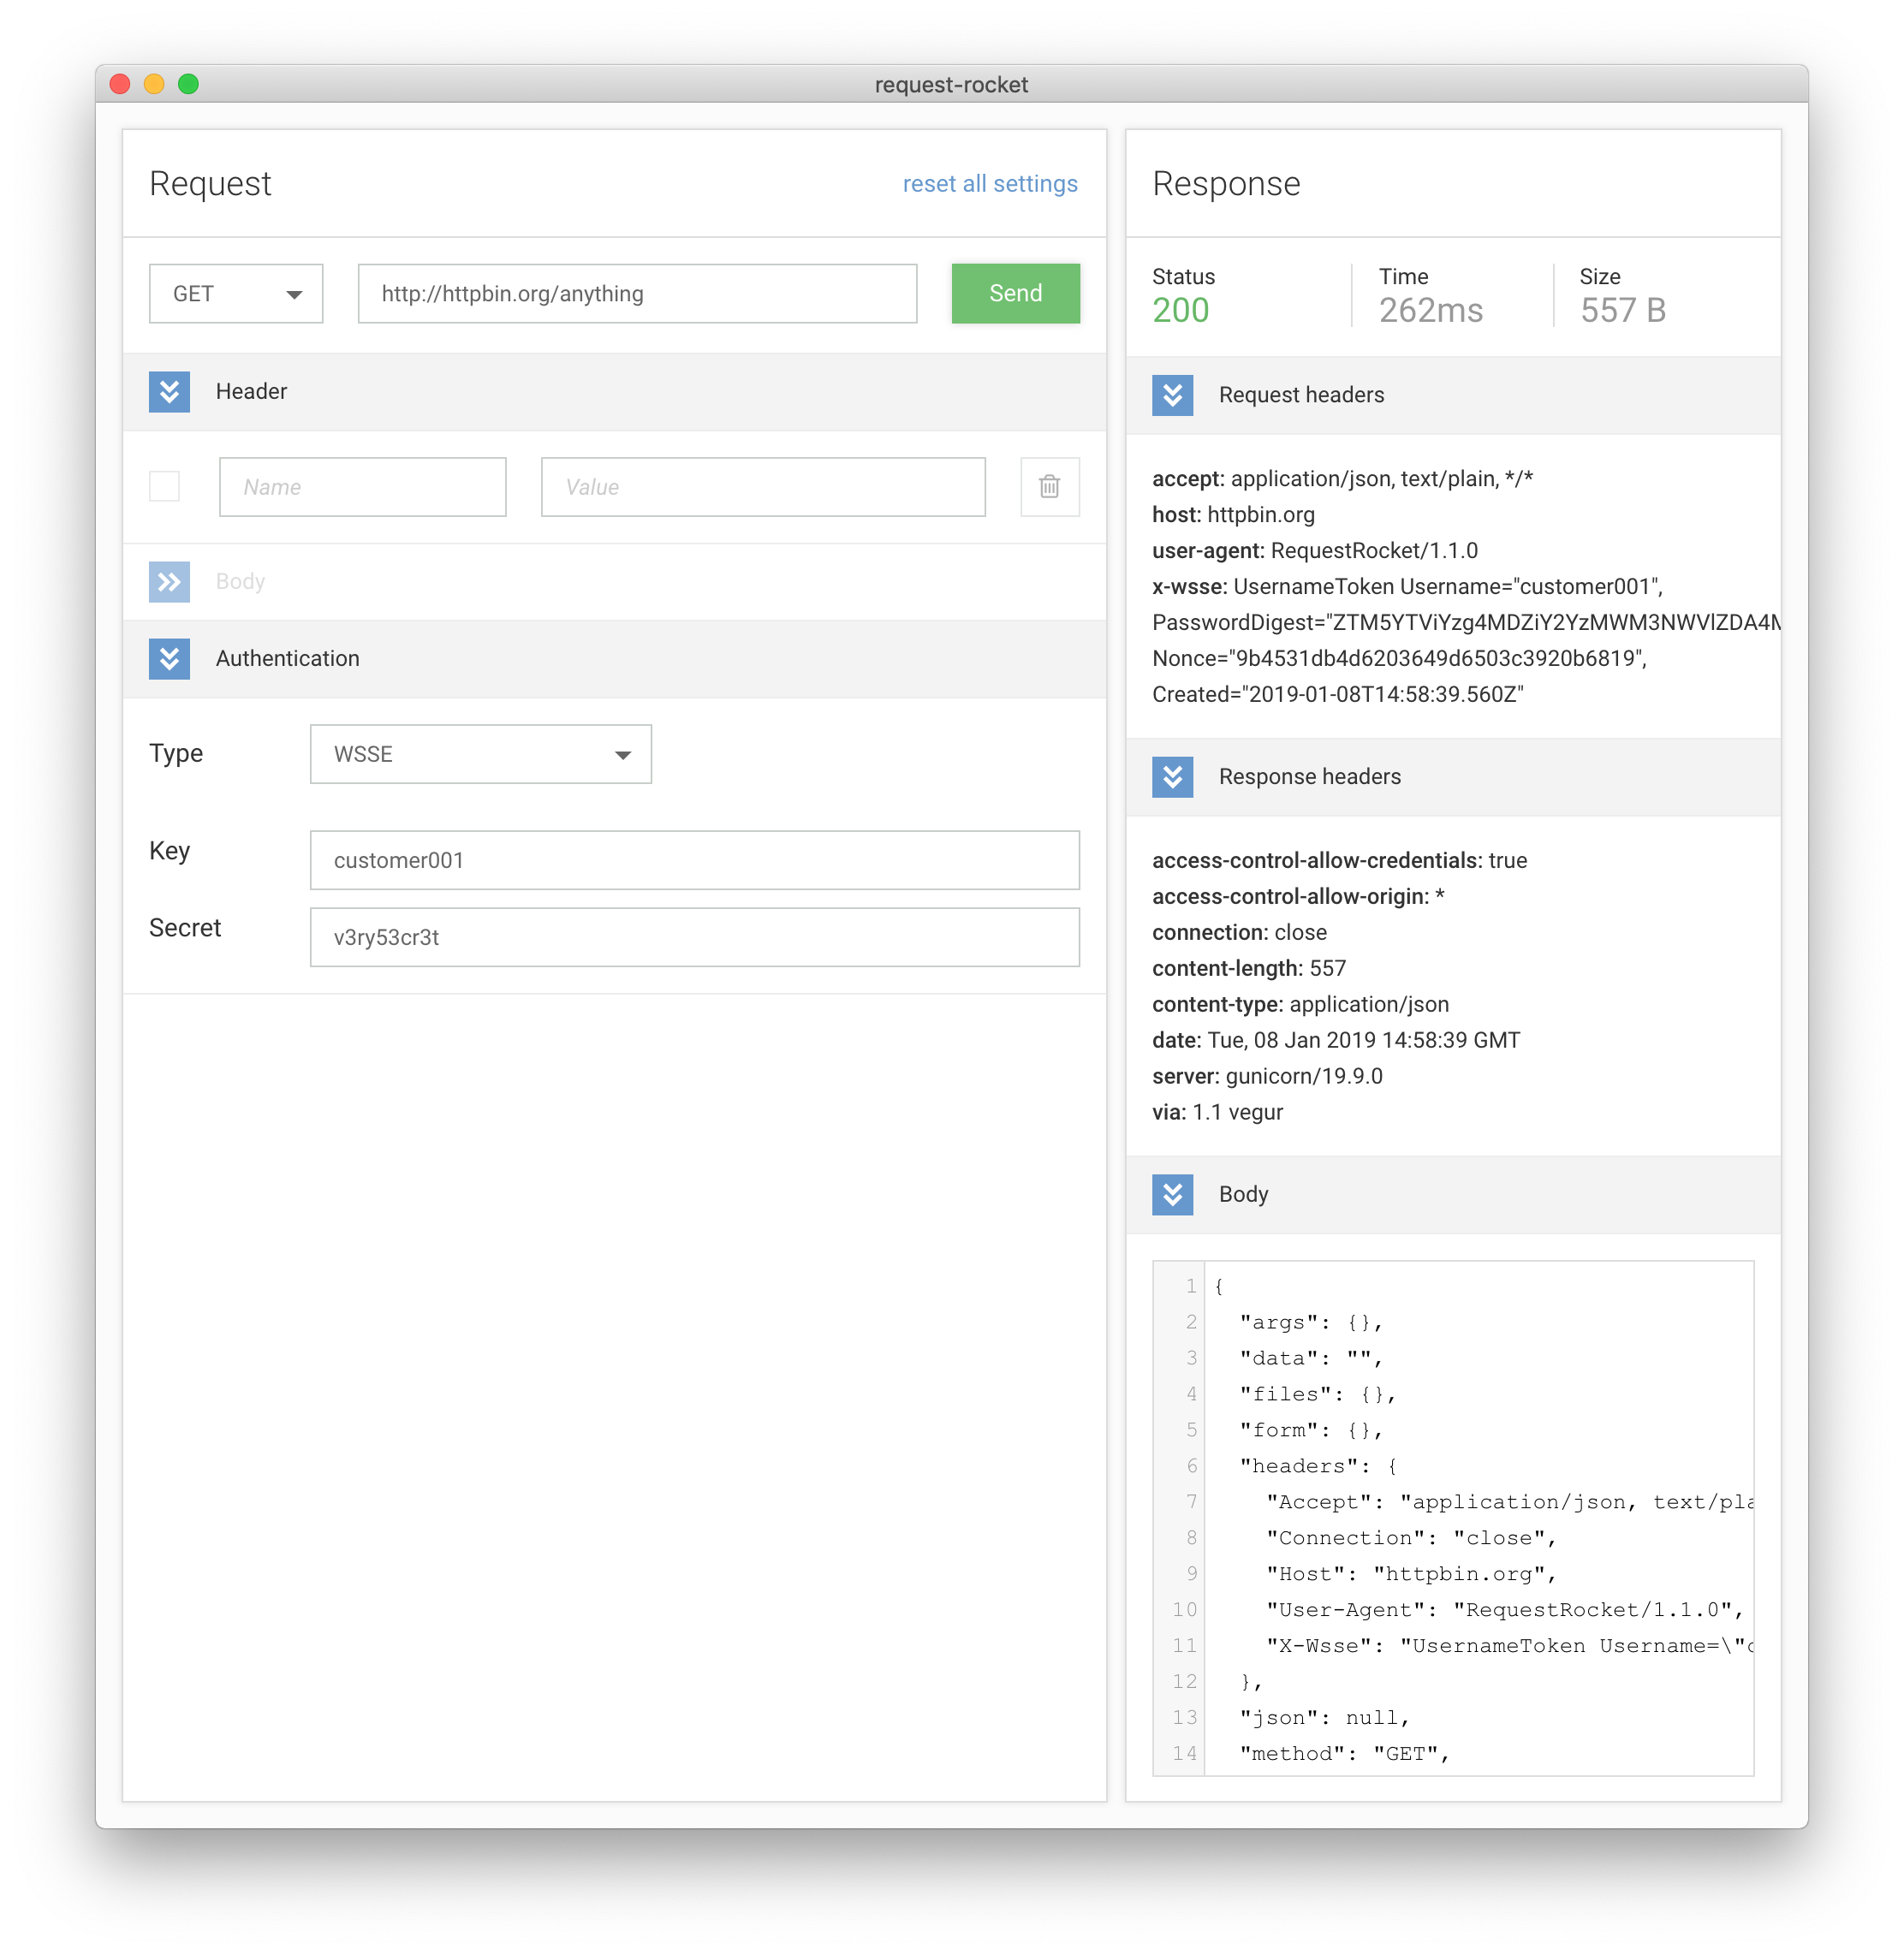 request-rocket
Request
reset all settings
GET
http://httpbin.org/anything
Send
Header
Name
Value
Body
Authentication
Type
WSSE
Key
customer001
Secret
v3ry53cr3t
Response
Status
200
Time
262ms
Size
557 B
Request headers
accept: application/json, text/plain, */*
host: httpbin.org
user-agent: RequestRocket/1.1.0
x-wsse: UsernameToken Username="customer001",
PasswordDigest="ZTM5YTViYzg4MDZiY2YzMWM3NWVlZDA4M
Nonce="9b4531db4d6203649d6503c3920b6819",
Created="2019-01-08T14:58:39.560Z"
Response headers
access-control-allow-credentials: true
access-control-allow-origin: *
connection: close
content-length: 557
content-type: application/json
date: Tue, 08 Jan 2019 14:58:39 GMT
server: gunicorn/19.9.0
via: 1.1 vegur
Body
1 {
2 "args": {},
3 "data": "",
4 "files": {},
5 "form": {},
6 "headers": {
7 "Accept": "application/json, text/pla
8 "Connection": "close",
9 "Host": "httpbin.org",
10 "User-Agent": "RequestRocket/1.1.0",
11 "X-Wsse": "UsernameToken Username=\"c
12 },
13 "json": null,
14 "method": "GET",